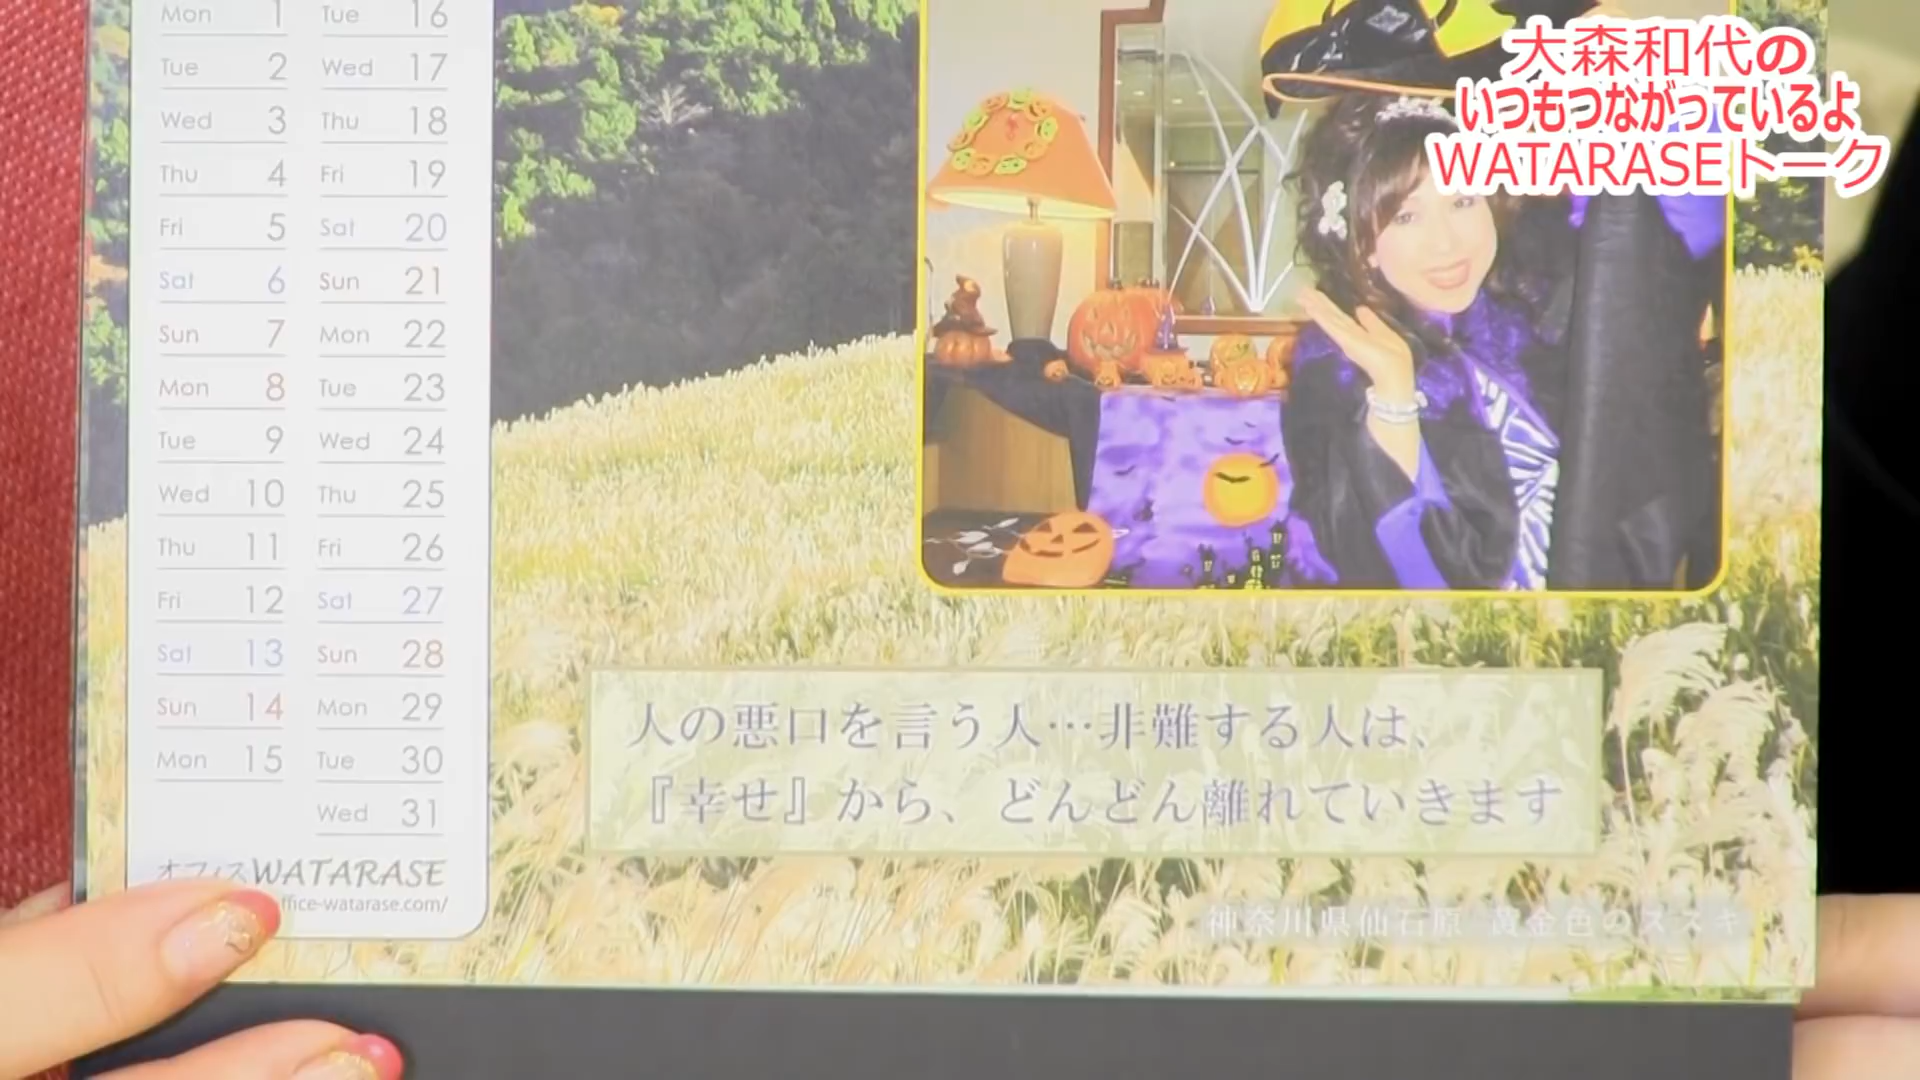 大森和代の
いつもつながっているよ
WATARASEトーク
Mon 1
Tue 2
Wed 3
Thu 4
Fri 5
Sat 6
Sun 7
Mon 8
Tue 9
Wed 10
Thu 11
Fri 12
Sat 13
Sun 14
Mon 15
Tue 16
Wed 17
Thu 18
Fri 19
Sat 20
Sun 21
Mon 22
Tue 23
Wed 24
Thu 25
Fri 26
Sat 27
Sun 28
Mon 29
Tue 30
Wed 31
オフィスWATARASE
ffice-watarase.com/
人の悪口を言う人…非難する人は、
『幸せ』から、どんどん離れていきます
神奈川県仙石原 黄金色のススキ